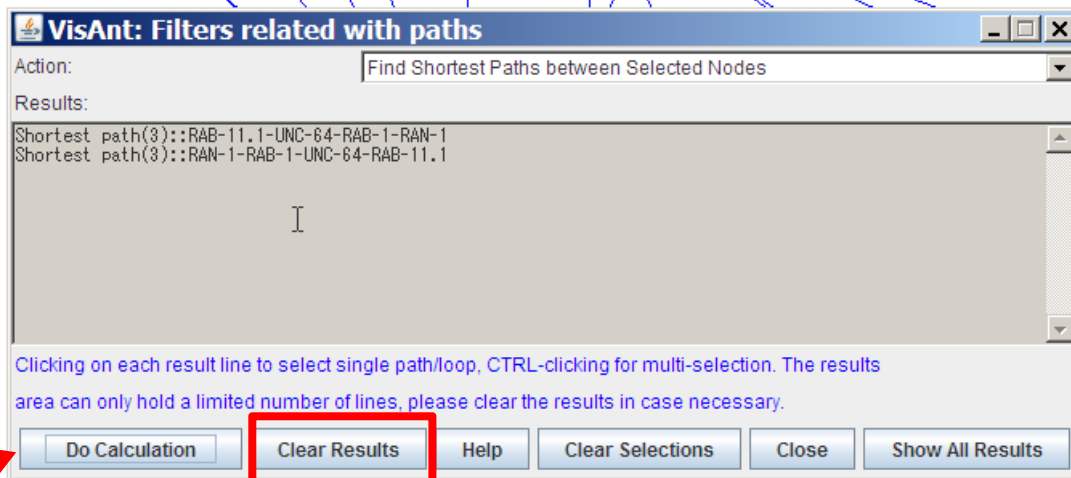 VisAnt: Filters related with paths
Action: Find Shortest Paths between Selected Nodes
Results:
Shortest path(3)::RAB-11.1-UNC-64-RAB-1-RAN-1
Shortest path(3)::RAN-1-RAB-1-UNC-64-RAB-11.1
Clicking on each result line to select single path/loop, CTRL-clicking for multi-selection. The results
area can only hold a limited number of lines, please clear the results in case necessary.
Do Calculation Clear Results Help Clear Selections Close Show All Results